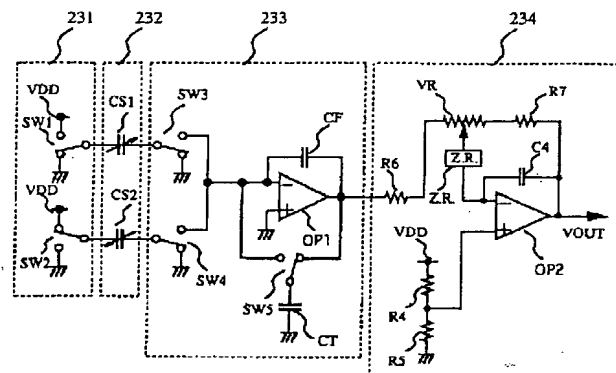 231
232
233
234
VDD
SW1
CS1
SW3
CF
OP1
VDD
SW2
CS2
SW4
SW5
CT
R6
VR
R7
Z.R.
Z.R.
C4
VDD
R4
R5
OP2
VOUT